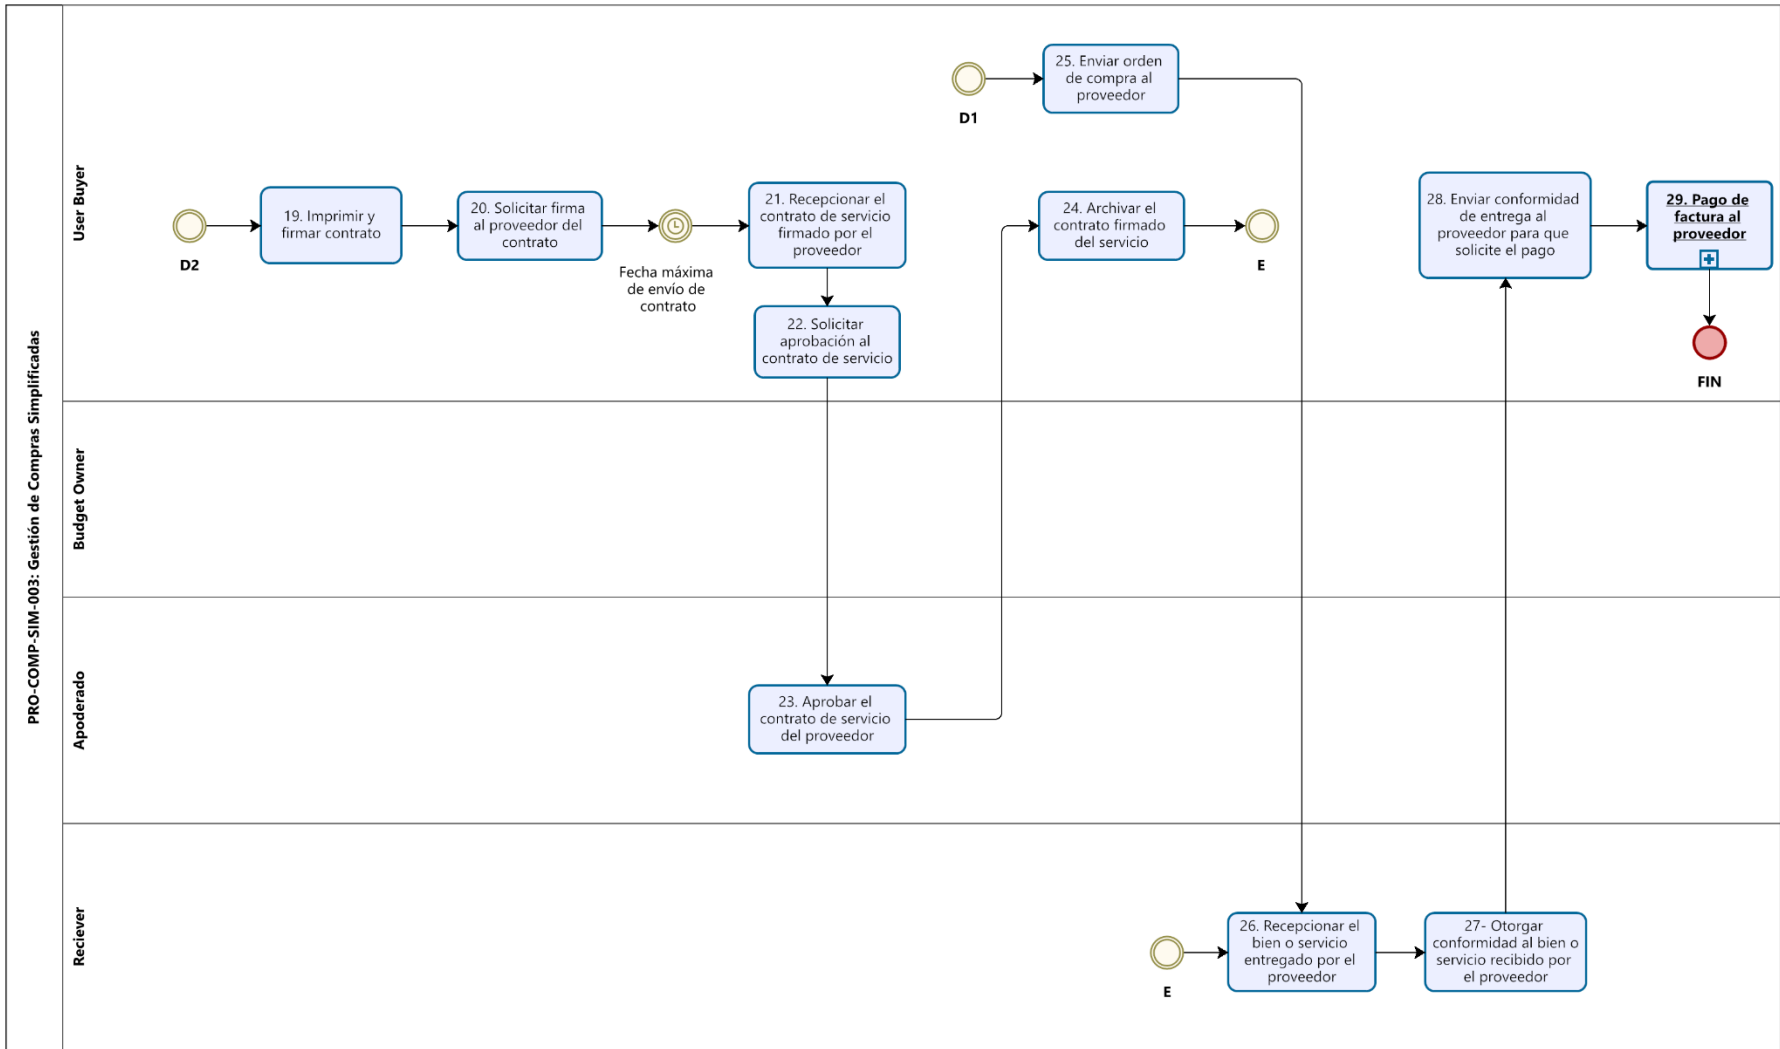 PRO-COMP-SIM-003: Gestión de Compras Simplificadas
User Buyer
D1
25. Enviar orden
de compra al
proveedor
D2
19. Imprimir y
firmar contrato
20. Solicitar firma
al proveedor del
contrato
Fecha máxima
de envío de
contrato
21. Recepcionar el
contrato de servicio
firmado por el
proveedor
22. Solicitar
aprobación al
contrato de servicio
24. Archivar el
contrato firmado
del servicio
E
28. Enviar conformidad
de entrega al
proveedor para que
solicite el pago
29. Pago de
factura al
proveedor
FIN
Budget Owner
Apoderado
23. Aprobar el
contrato de servicio
del proveedor
Reciever
E
26. Recepcionar el
bien o servicio
entregado por el
proveedor
27- Otorgar
conformidad al bien o
servicio recibido por
el proveedor